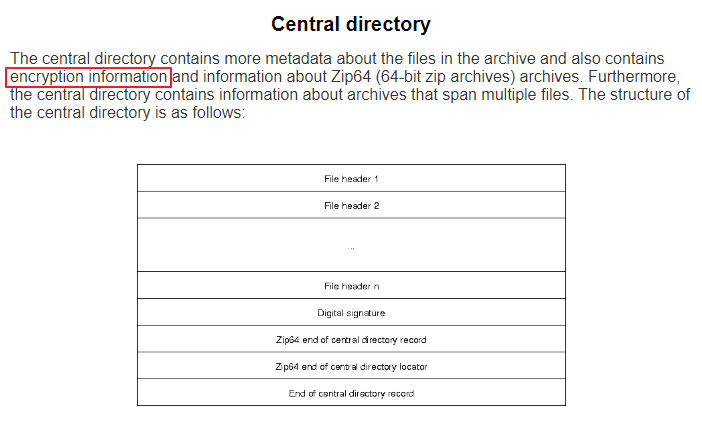 Central directory
The central directory contains more metadata about the files in the archive and also contains
encryption information and information about Zip64 (64-bit zip archives) archives. Furthermore,
the central directory contains information about archives that span multiple files. The structure of
the central directory is as follows:
File header 1
File header 2
...
File header n
Digital signature
Zip64 end of central directory record
Zip64 end of central directory locator
End of central directory record